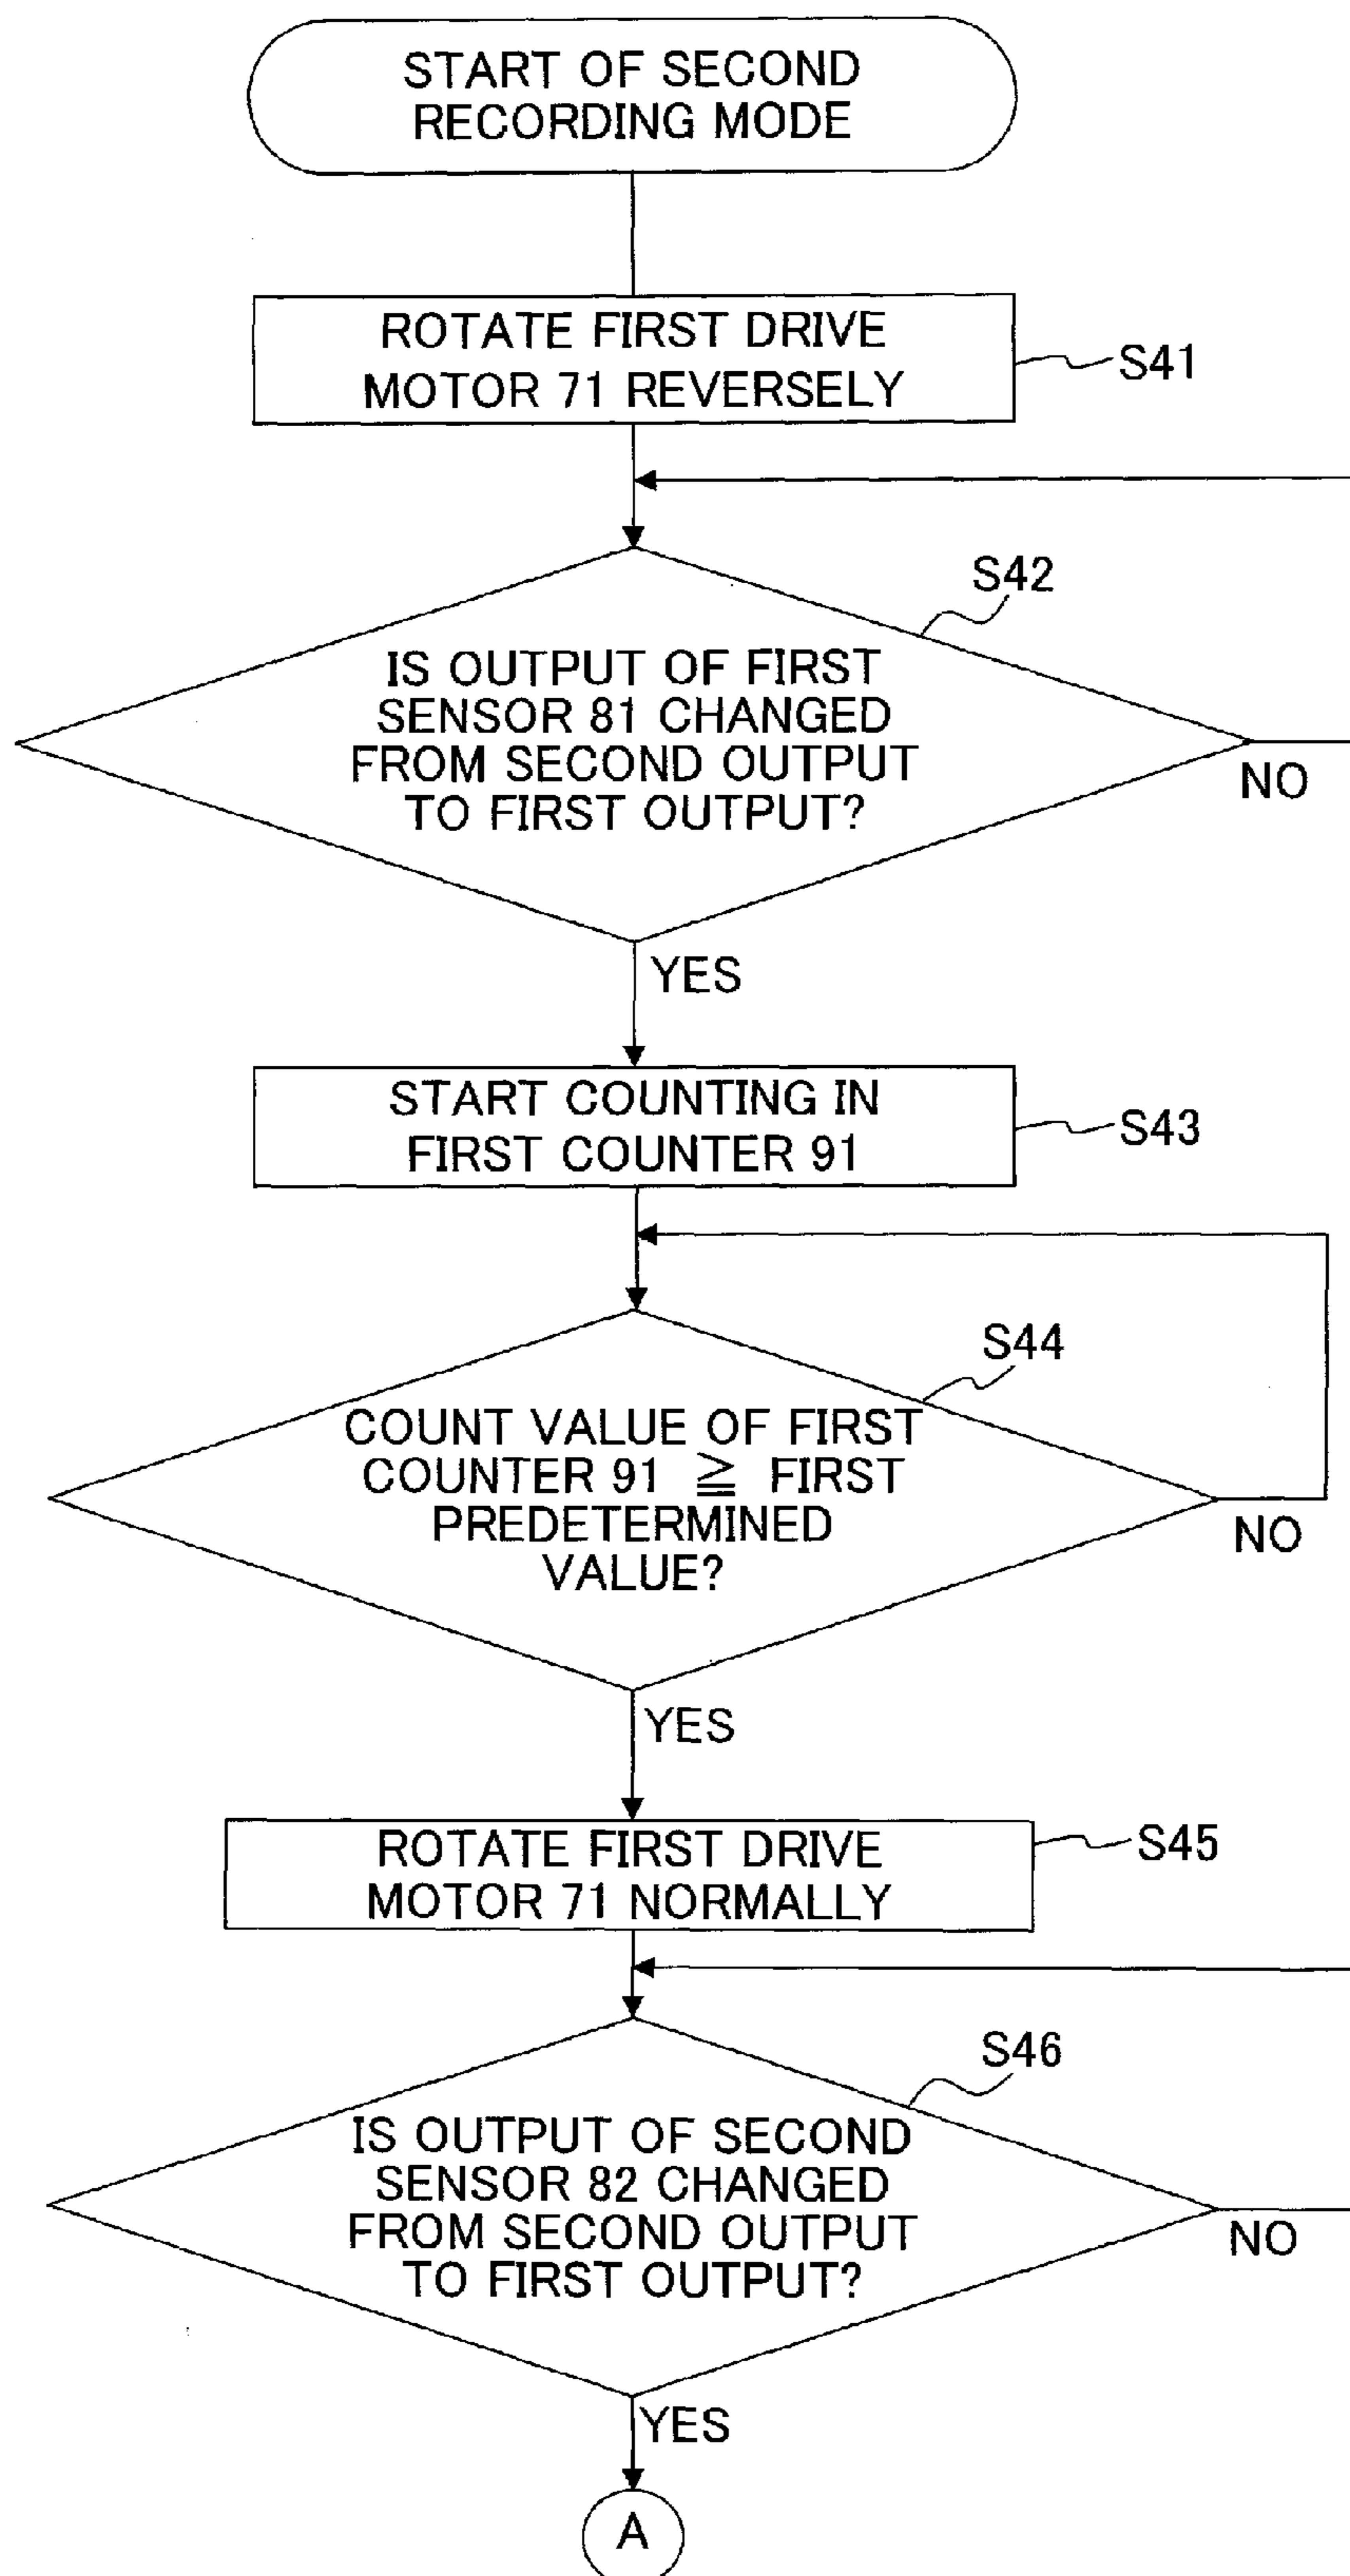 START OF SECOND
RECORDING MODE
ROTATE FIRST DRIVE
MOTOR 71 REVERSELY
S41
S42
IS OUTPUT OF FIRST
SENSOR 81 CHANGED
FROM SECOND OUTPUT
TO FIRST OUTPUT?
NO
YES
START COUNTING IN
FIRST COUNTER 91
S43
S44
COUNT VALUE OF FIRST
COUNTER 91 ≧ FIRST
PREDETERMINED
VALUE?
NO
YES
ROTATE FIRST DRIVE
MOTOR 71 NORMALLY
S45
S46
IS OUTPUT OF SECOND
SENSOR 82 CHANGED
FROM SECOND OUTPUT
TO FIRST OUTPUT?
NO
YES
A